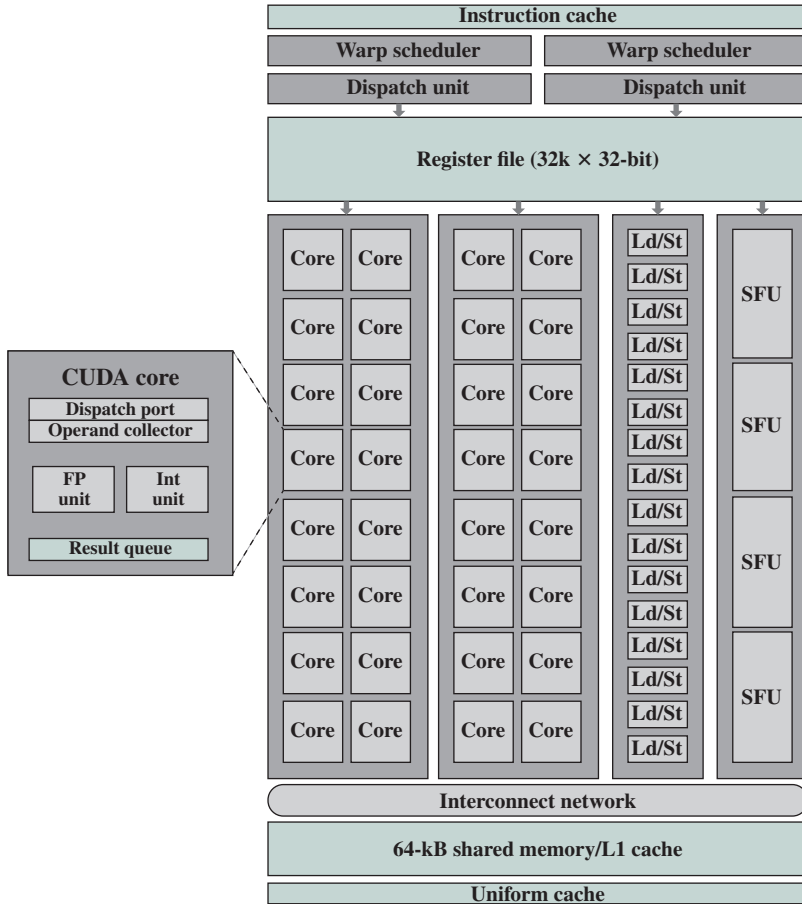 Instruction cache
Warp scheduler
Warp scheduler
Dispatch unit
Dispatch unit
Register file (32k × 32-bit)
Core Core Core Core Ld/St
Ld/St
SFU
Core Core Core Core Ld/St
Ld/St
Core Core Core Core Ld/St
Ld/St
SFU
Core Core Core Core Ld/St
Ld/St
Core Core Core Core Ld/St
Ld/St
SFU
Core Core Core Core Ld/St
Ld/St
Core Core Core Core Ld/St
Ld/St
SFU
Core Core Core Core Ld/St
Ld/St
CUDA core
Dispatch port
Operand collector
FP
unit
Int
unit
Result queue
Interconnect network
64-kB shared memory/L1 cache
Uniform cache